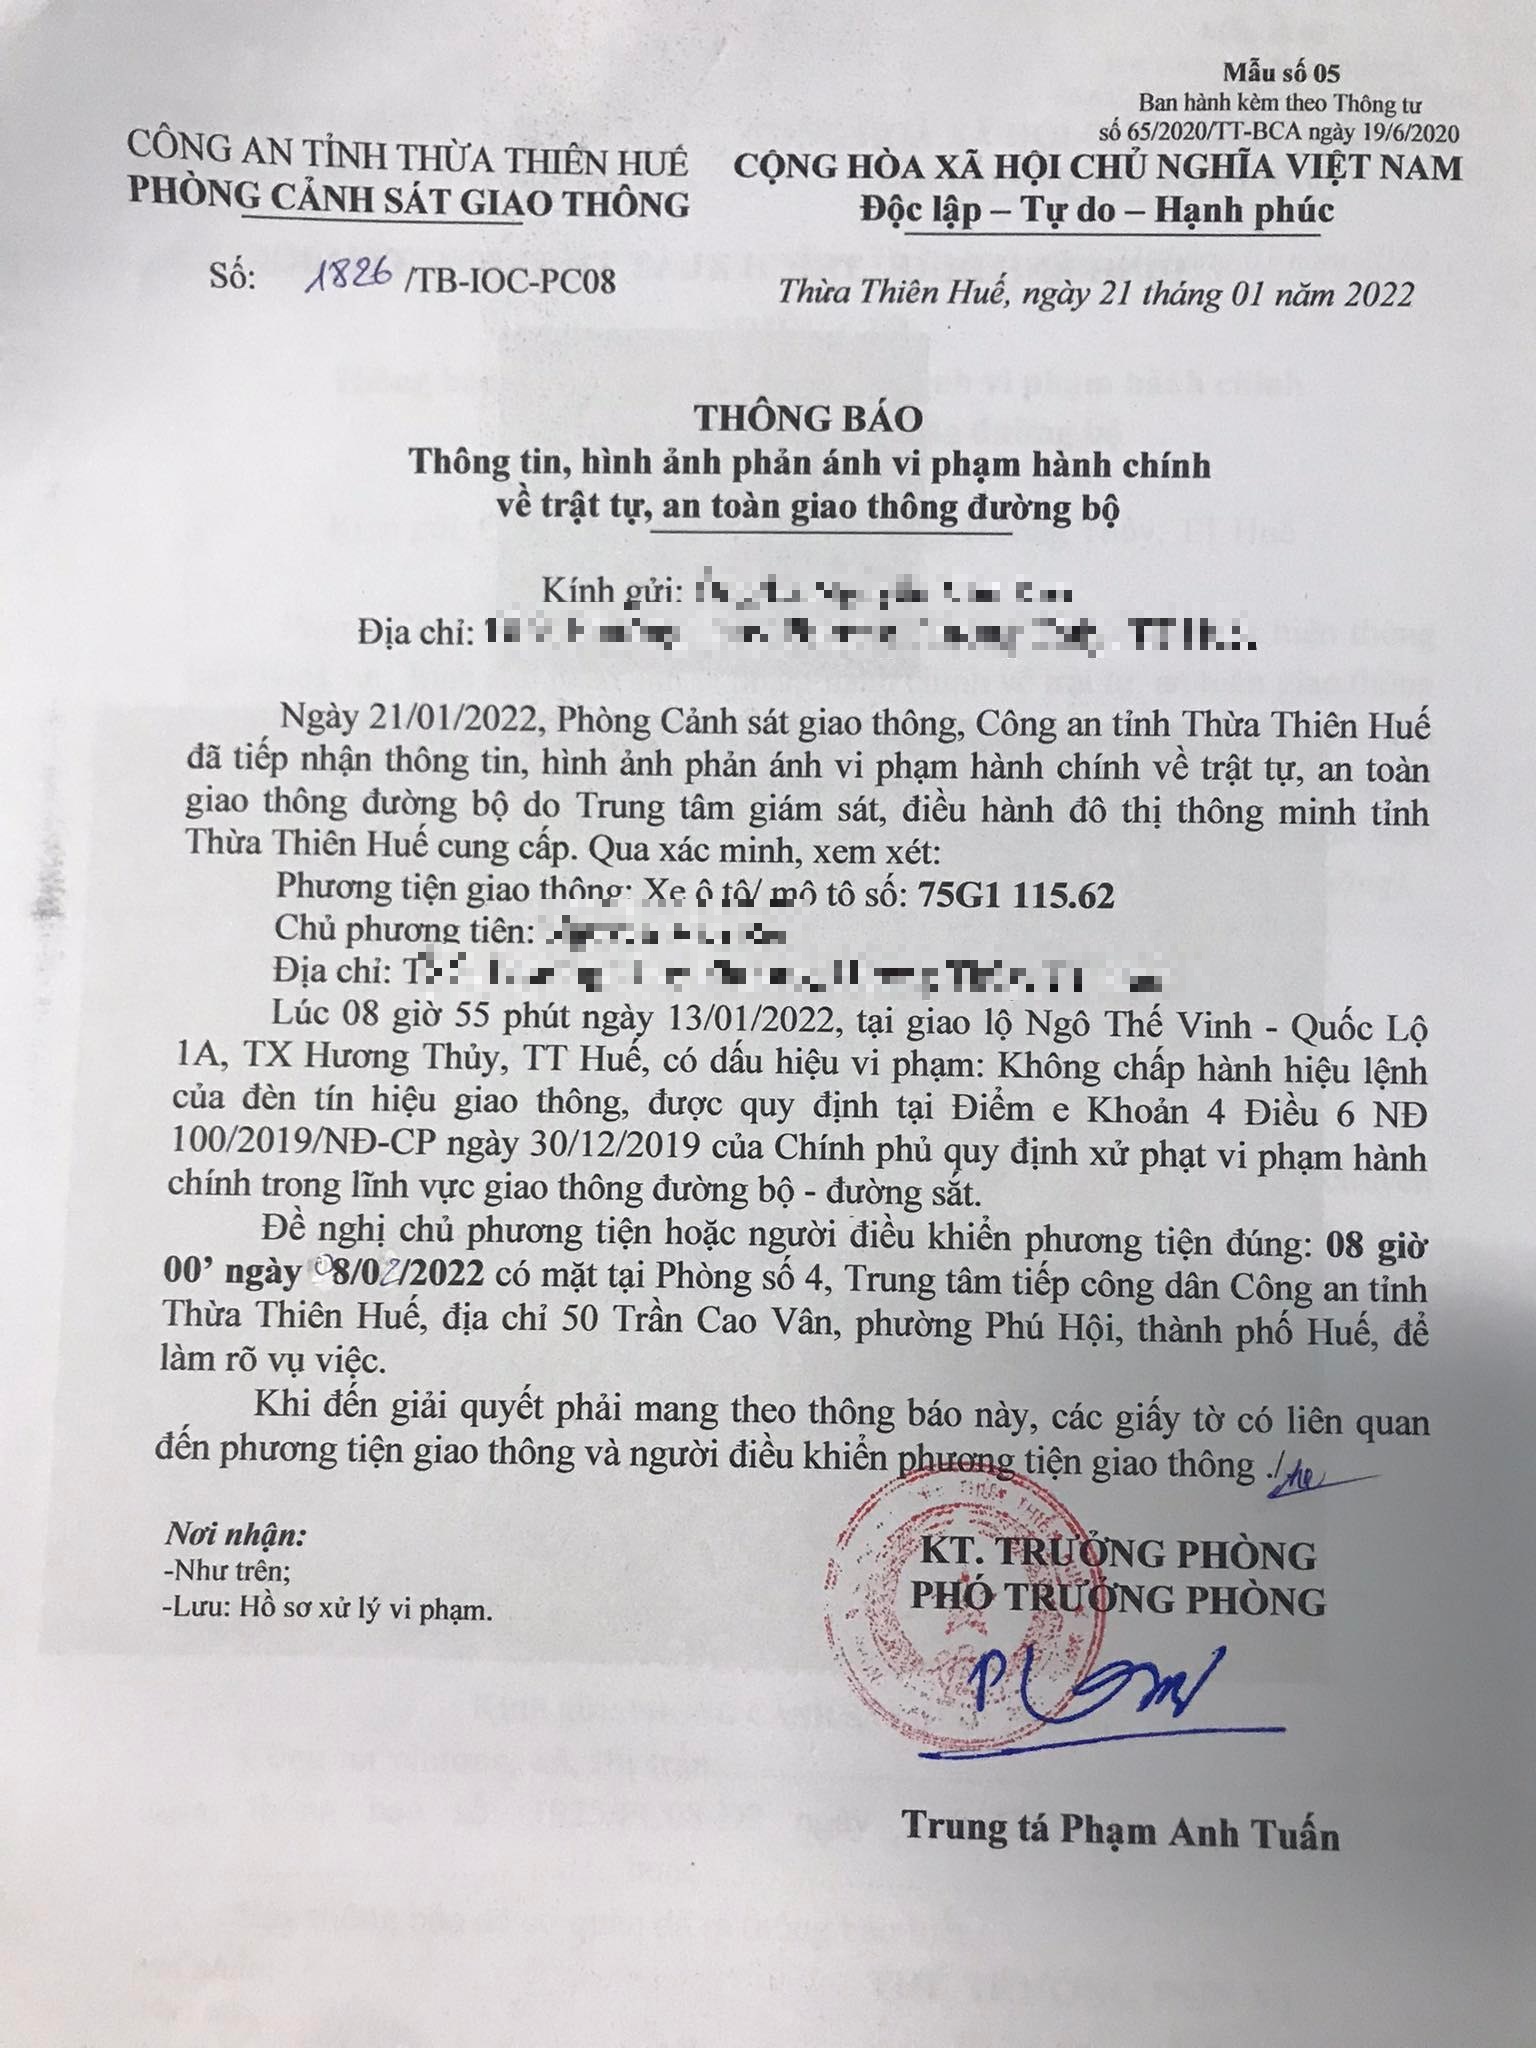 Mẫu số 05
Ban hành kèm theo Thông tư
số 65/2020/TT-BCA ngày 19/6/2020
CÔNG AN TỈNH THỪA THIÊN HUẾ
PHÒNG CẢNH SÁT GIAO THÔNG
CỘNG HÒA XÃ HỘI CHỦ NGHĨA VIỆT NAM
Độc lập – Tự do – Hạnh phúc
Số: 1826 /TB-IOC-PC08
Thừa Thiên Huế, ngày 21 tháng 01 năm 2022
THÔNG BÁO
Thông tin, hình ảnh phản ánh vi phạm hành chính
về trật tự, an toàn giao thông đường bộ
Kính gửi:
Địa chỉ:
Ngày 21/01/2022, Phòng Cảnh sát giao thông, Công an tỉnh Thừa Thiên Huế
đã tiếp nhận thông tin, hình ảnh phản ánh vi phạm hành chính về trật tự, an toàn
giao thông đường bộ do Trung tâm giám sát, điều hành đô thị thông minh tỉnh
Thừa Thiên Huế cung cấp. Qua xác minh, xem xét:
Phương tiện giao thông: Xe ô tô/ mô tô số: 75G1 115.62
Chủ phương tiện:
Địa chỉ:
Lúc 08 giờ 55 phút ngày 13/01/2022, tại giao lộ Ngô Thế Vinh - Quốc Lộ
1A, TX Hương Thủy, TT Huế, có dấu hiệu vi phạm: Không chấp hành hiệu lệnh
của đèn tín hiệu giao thông, được quy định tại Điểm e Khoản 4 Điều 6 NĐ
100/2019/NĐ-CP ngày 30/12/2019 của Chính phủ quy định xử phạt vi phạm hành
chính trong lĩnh vực giao thông đường bộ - đường sắt.
Đề nghị chủ phương tiện hoặc người điều khiển phương tiện đúng: 08 giờ
00’ ngày 08/02/2022 có mặt tại Phòng số 4, Trung tâm tiếp công dân Công an tỉnh
Thừa Thiên Huế, địa chỉ 50 Trần Cao Vân, phường Phú Hội, thành phố Huế, để
làm rõ vụ việc.
Khi đến giải quyết phải mang theo thông báo này, các giấy tờ có liên quan
đến phương tiện giao thông và người điều khiển phương tiện giao thông ./
Nơi nhận:
-Như trên;
-Lưu: Hồ sơ xử lý vi phạm.
KT. TRƯỞNG PHÒNG
PHÓ TRƯỞNG PHÒNG
Trung tá Phạm Anh Tuấn